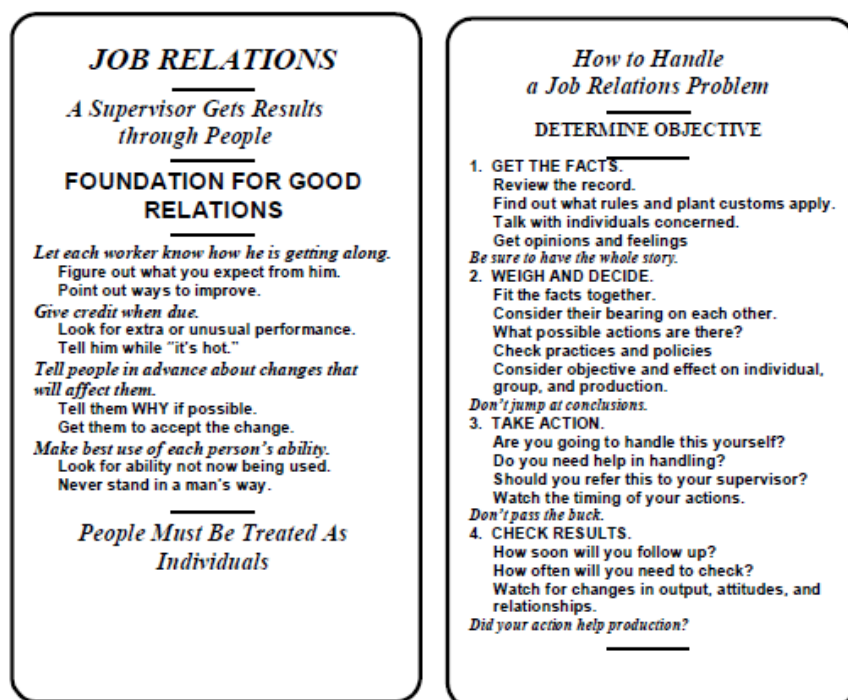 JOB RELATIONS
A Supervisor Gets Results
through People
FOUNDATION FOR GOOD
RELATIONS
Let each worker know how he is getting along.
Figure out what you expect from him.
Point out ways to improve.
Give credit when due.
Look for extra or unusual performance.
Tell him while "it's hot."
Tell people in advance about changes that
will affect them.
Tell them WHY if possible.
Get them to accept the change.
Make best use of each person's ability.
Look for ability not now being used.
Never stand in a man's way.
People Must Be Treated As
Individuals
How to Handle
a Job Relations Problem
DETERMINE OBJECTIVE
1. GET THE FACTS.
Review the record.
Find out what rules and plant customs apply.
Talk with individuals concerned.
Get opinions and feelings
Be sure to have the whole story.
2. WEIGH AND DECIDE.
Fit the facts together.
Consider their bearing on each other.
What possible actions are there?
Check practices and policies
Consider objective and effect on individual,
group, and production.
Don't jump at conclusions.
3. TAKE ACTION.
Are you going to handle this yourself?
Do you need help in handling?
Should you refer this to your supervisor?
Watch the timing of your actions.
Don't pass the buck.
4. CHECK RESULTS.
How soon will you follow up?
How often will you need to check?
Watch for changes in output, attitudes, and
relationships.
Did your action help production?